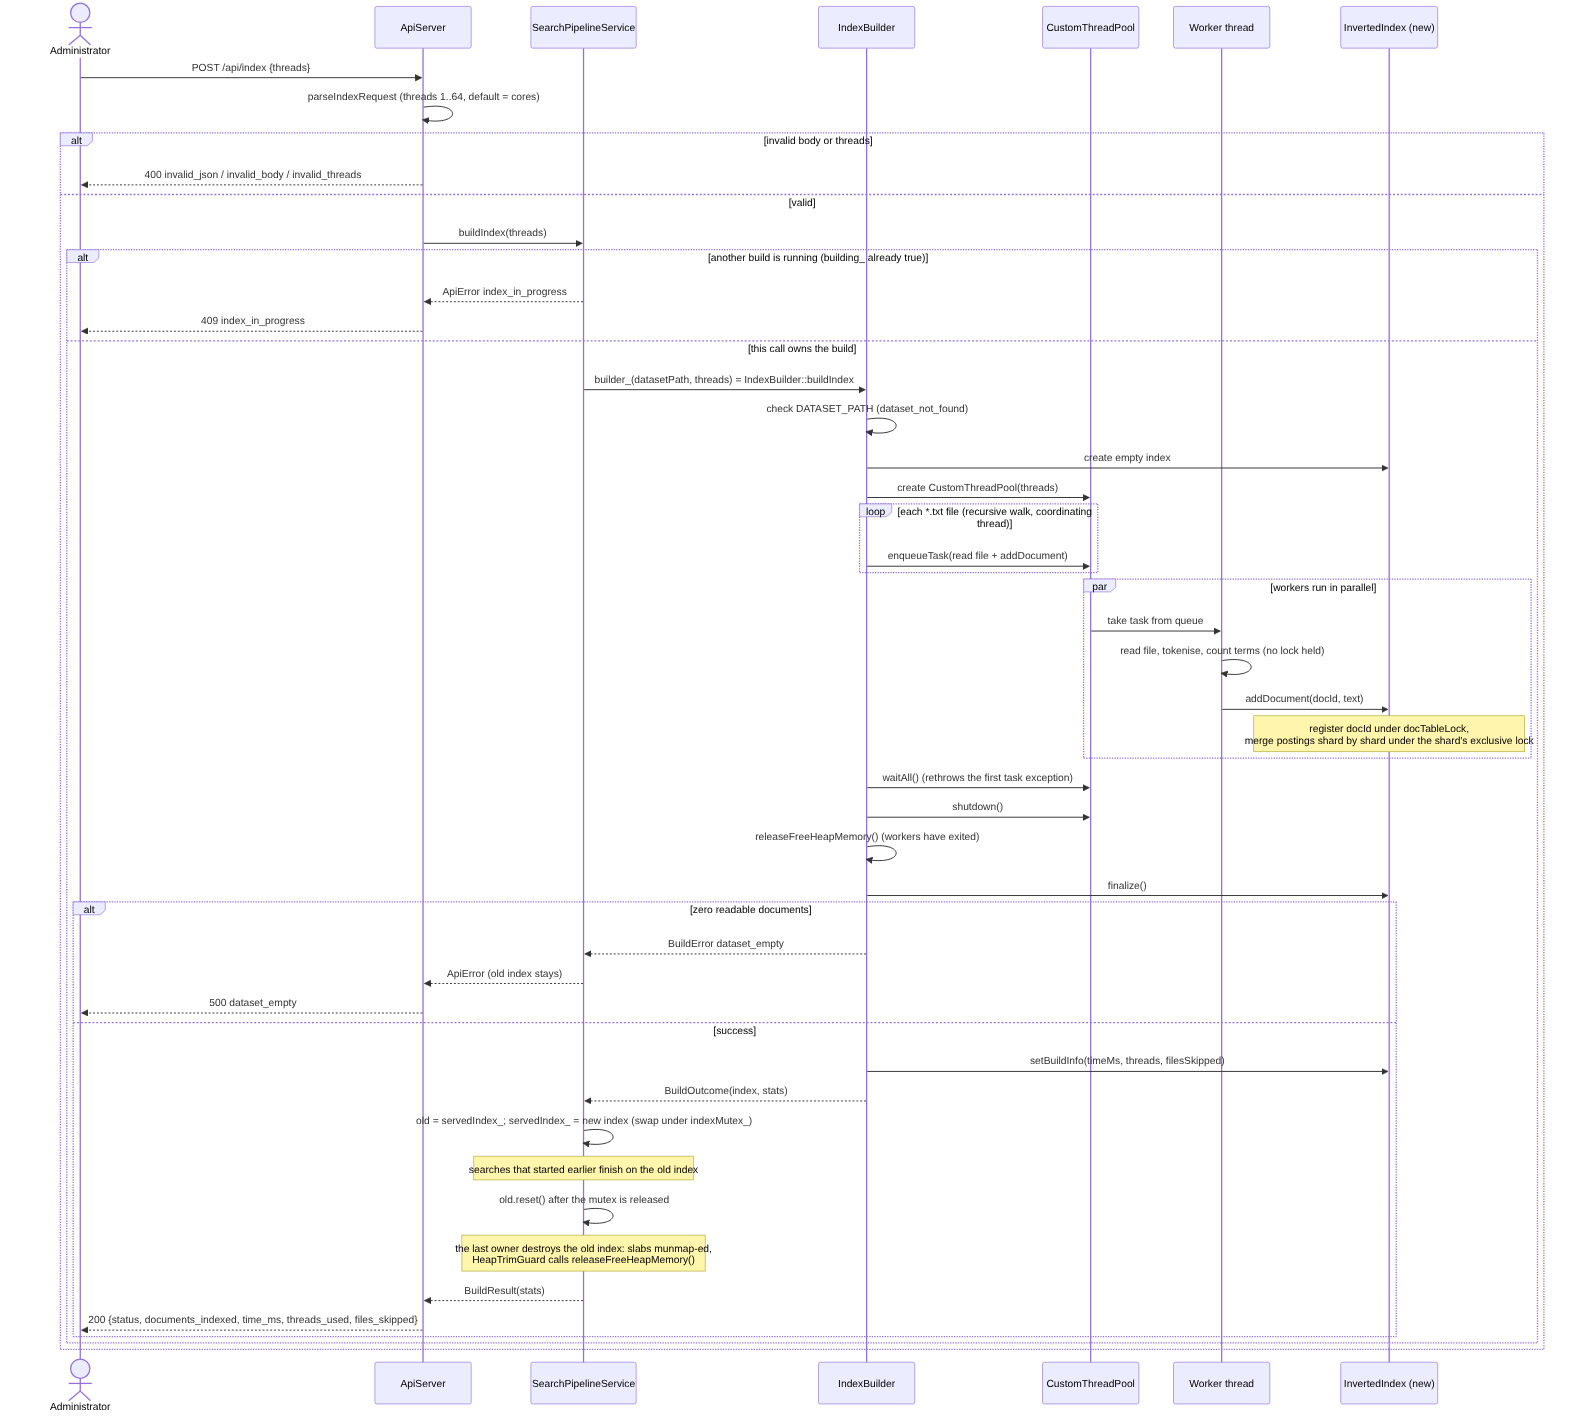 Administrator
ApiServer
SearchPipelineService
IndexBuilder
CustomThreadPool
Worker thread
InvertedIndex (new)
POST /api/index {threads}
parseIndexRequest (threads 1..64, default = cores)
alt
[invalid body or threads]
400 invalid_json / invalid_body / invalid_threads
[valid]
buildIndex(threads)
alt
[another build is running (building_ already true)]
ApiError index_in_progress
409 index_in_progress
[this call owns the build]
builder_(datasetPath, threads) = IndexBuilder::buildIndex
check DATASET_PATH (dataset_not_found)
create empty index
create CustomThreadPool(threads)
loop
[each *.txt file (recursive walk, coordinating
thread)]
enqueueTask(read file + addDocument)
par
[workers run in parallel]
take task from queue
read file, tokenise, count terms (no lock held)
addDocument(docId, text)
register docId under docTableLock,
merge postings shard by shard under the shard's exclusive lock
waitAll() (rethrows the first task exception)
shutdown()
releaseFreeHeapMemory() (workers have exited)
finalize()
alt
[zero readable documents]
BuildError dataset_empty
ApiError (old index stays)
500 dataset_empty
[success]
setBuildInfo(timeMs, threads, filesSkipped)
BuildOutcome(index, stats)
old = servedIndex_; servedIndex_ = new index (swap under indexMutex_)
searches that started earlier finish on the old index
old.reset() after the mutex is released
the last owner destroys the old index: slabs munmap-ed,
HeapTrimGuard calls releaseFreeHeapMemory()
BuildResult(stats)
200 {status, documents_indexed, time_ms, threads_used, files_skipped}
Administrator
ApiServer
SearchPipelineService
IndexBuilder
CustomThreadPool
Worker thread
InvertedIndex (new)